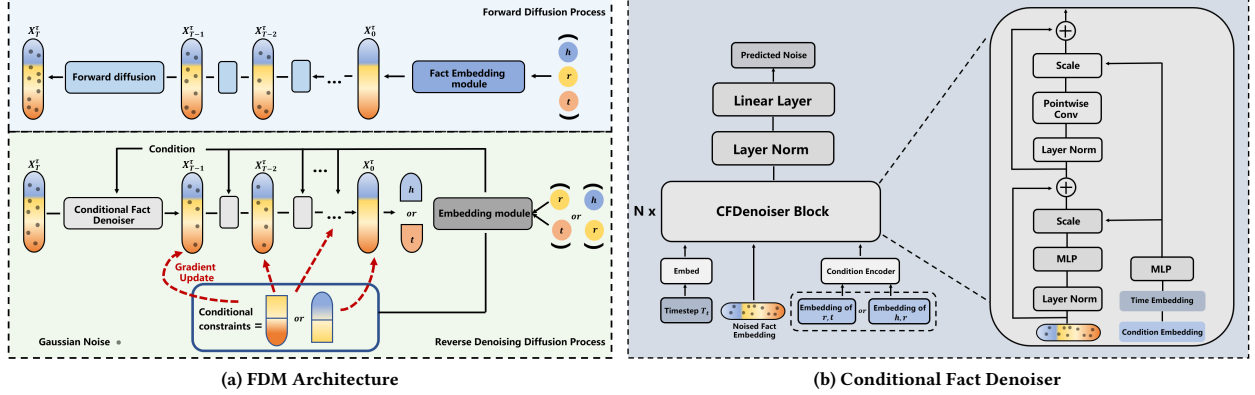 Forward Diffusion Process
X_T^τ
X_{T-1}^τ
X_{T-2}^τ
X_0^τ
Forward diffusion
...
Fact Embedding
module
(
h
r
t
)
Condition
X_T^τ
X_{T-1}^τ
X_{T-2}^τ
...
X_0^τ
Conditional Fact
Denoiser
...
h
or
t
Embedding module
( r t ) or ( h r )
Gradient
Update
Conditional
constraints =
or
Gaussian Noise
Reverse Denoising Diffusion Process
(a) FDM Architecture
Predicted Noise
Linear Layer
Layer Norm
N x
CFDenoiser Block
Embed
Condition Encoder
Timestep T_t
Noised Fact
Embedding
Embedding of
r, t
or
Embedding of
h, r
+
Scale
Pointwise
Conv
Layer Norm
+
Scale
MLP
MLP
Layer Norm
Time Embedding
Condition Embedding
(b) Conditional Fact Denoiser